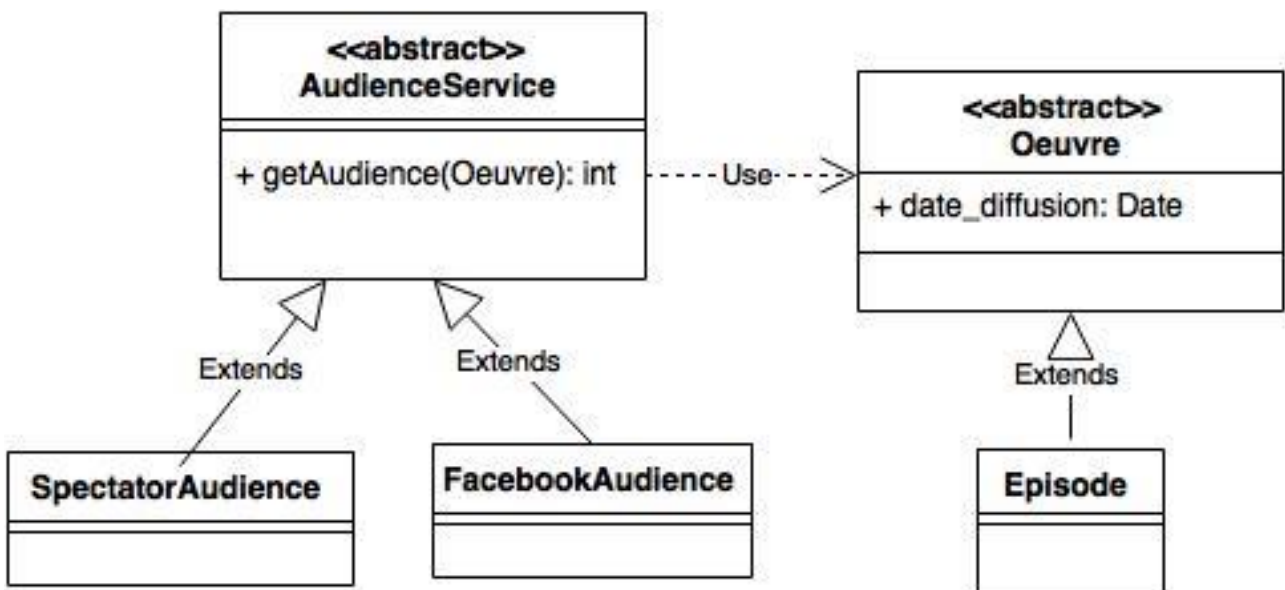 <<abstract>>
AudienceService
+ getAudience(Oeuvre): int
Use
<<abstract>>
Oeuvre
+ date_diffusion: Date
Extends
Extends
Extends
SpectatorAudience
FacebookAudience
Episode